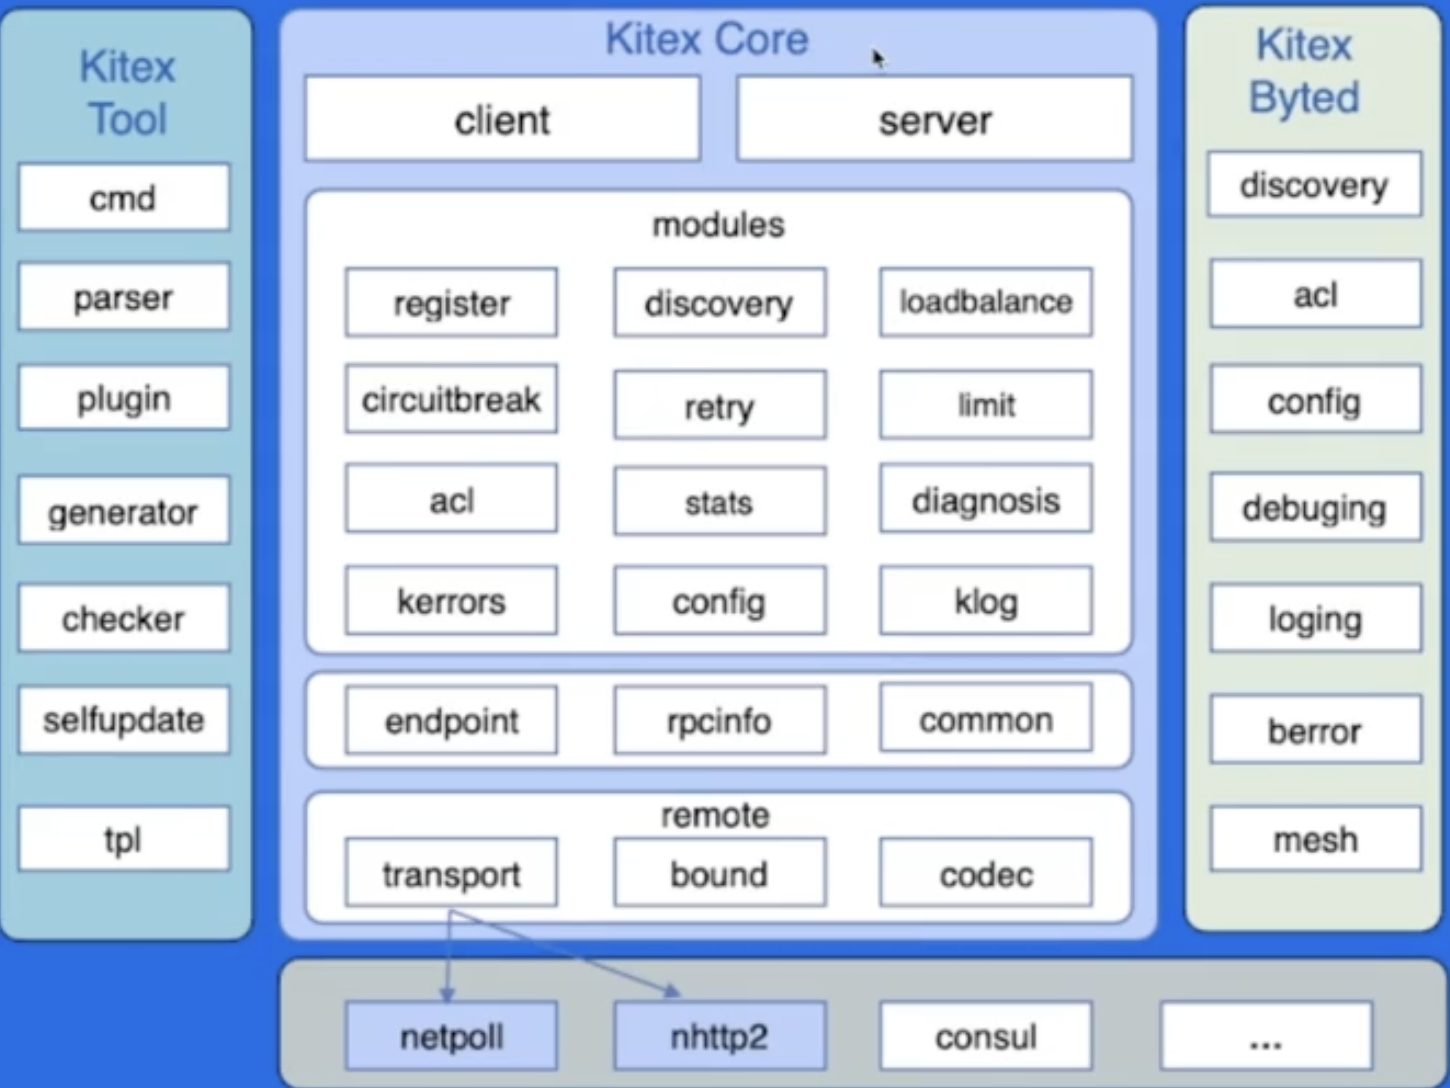 Kitex
Tool
cmd
parser
plugin
generator
checker
selfupdate
tpl
Kitex Core
client
server
modules
register
discovery
loadbalance
circuitbreak
retry
limit
acl
stats
diagnosis
kerrors
config
klog
endpoint
rpcinfo
common
remote
transport
bound
codec
Kitex
Byted
discovery
acl
config
debuging
loging
berror
mesh
netpoll
nhttp2
consul
...